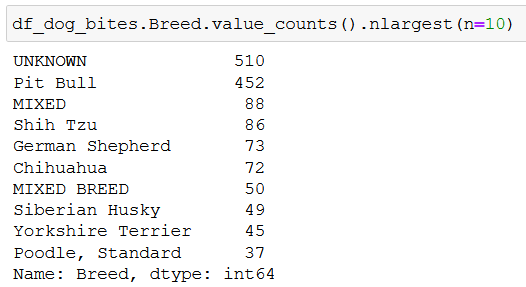 df_dog_bites.Breed.value_counts().nlargest(n=10)
UNKNOWN 510
Pit Bull 452
MIXED 88
Shih Tzu 86
German Shepherd 73
Chihuahua 72
MIXED BREED 50
Siberian Husky 49
Yorkshire Terrier 45
Poodle, Standard 37
Name: Breed, dtype: int64